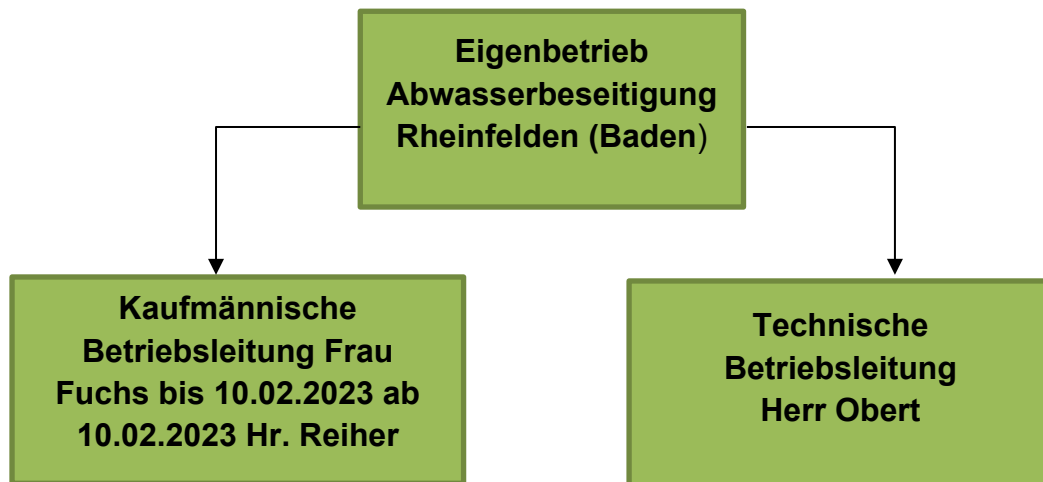 Eigenbetrieb
Abwasserbeseitigung
Rheinfelden (Baden)
Kaufmännische
Betriebsleitung Frau
Fuchs bis 10.02.2023 ab
10.02.2023 Hr. Reiher
Technische
Betriebsleitung
Herr Obert